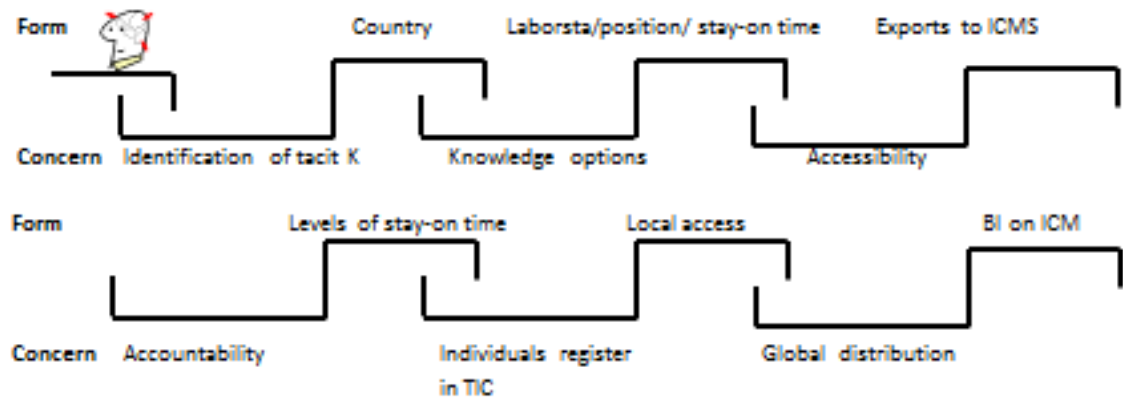 Form Country Laborsta/position/ stay-on time Exports to ICMS
Concern Identification of tacit K Knowledge options Accessibility
Form Levels of stay-on time Local access BI on ICM
Concern Accountability Individuals register Global distribution
in TIC